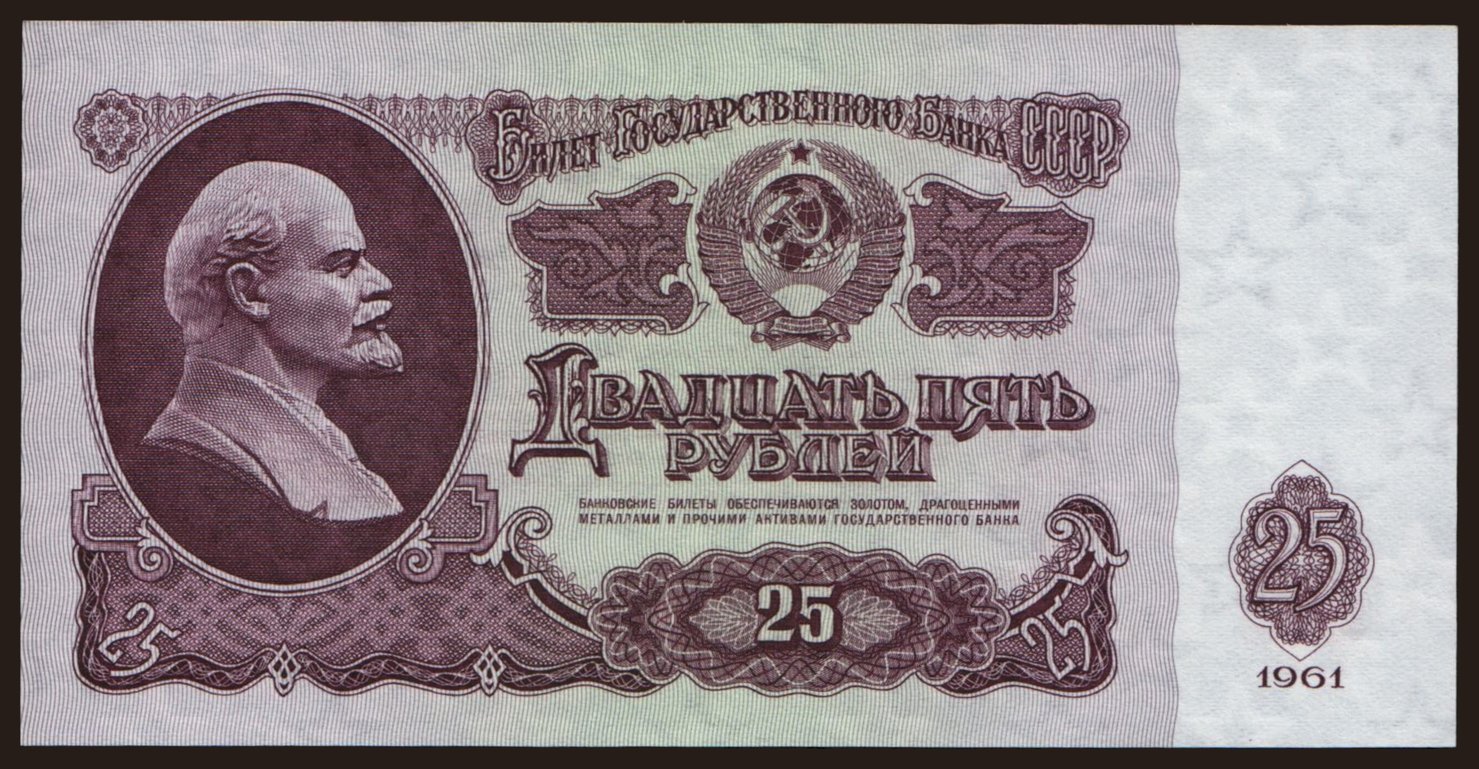 Билет Государственного Банка СССР
Двадцать пять
рублей
БАНКОВСКИЕ БИЛЕТЫ ОБЕСПЕЧИВАЮТСЯ ЗОЛОТОМ, ДРАГОЦЕННЫМИ
МЕТАЛЛАМИ И ПРОЧИМИ АКТИВАМИ ГОСУДАРСТВЕННОГО БАНКА
25
25
25
25
1961